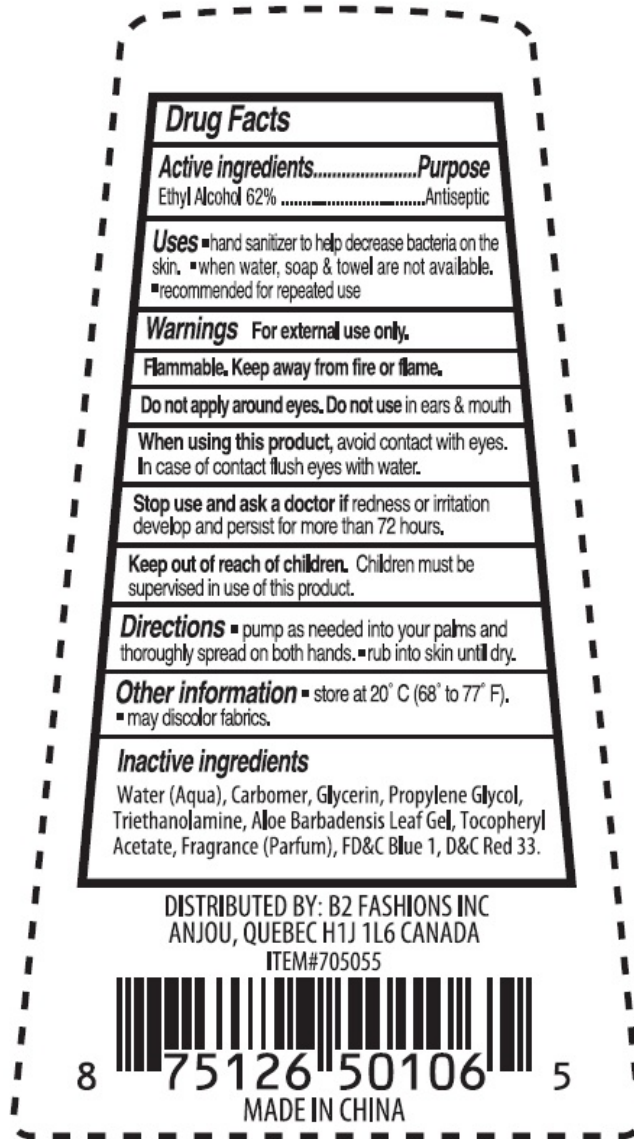 Drug Facts
Active ingredients......................Purpose
Ethyl Alcohol 62% ..............................Antiseptic
Uses ▪hand sanitizer to help decrease bacteria on the
skin. ▪when water, soap & towel are not available.
▪recommended for repeated use
Warnings For external use only.
Flammable. Keep away from fire or flame.
Do not apply around eyes. Do not use in ears & mouth
When using this product, avoid contact with eyes.
In case of contact flush eyes with water.
Stop use and ask a doctor if redness or irritation
develop and persist for more than 72 hours.
Keep out of reach of children. Children must be
supervised in use of this product.
Directions ▪ pump as needed into your palms and
thoroughly spread on both hands. ▪rub into skin until dry.
Other information ▪ store at 20° C (68° to 77° F).
▪ may discolor fabrics.
Inactive ingredients
Water (Aqua), Carbomer, Glycerin, Propylene Glycol,
Triethanolamine, Aloe Barbadensis Leaf Gel, Tocopheryl
Acetate, Fragrance (Parfum), FD&C Blue 1, D&C Red 33.
DISTRIBUTED BY: B2 FASHIONS INC
ANJOU, QUEBEC H1J 1L6 CANADA
ITEM#705055
8 75126 50106 5
MADE IN CHINA